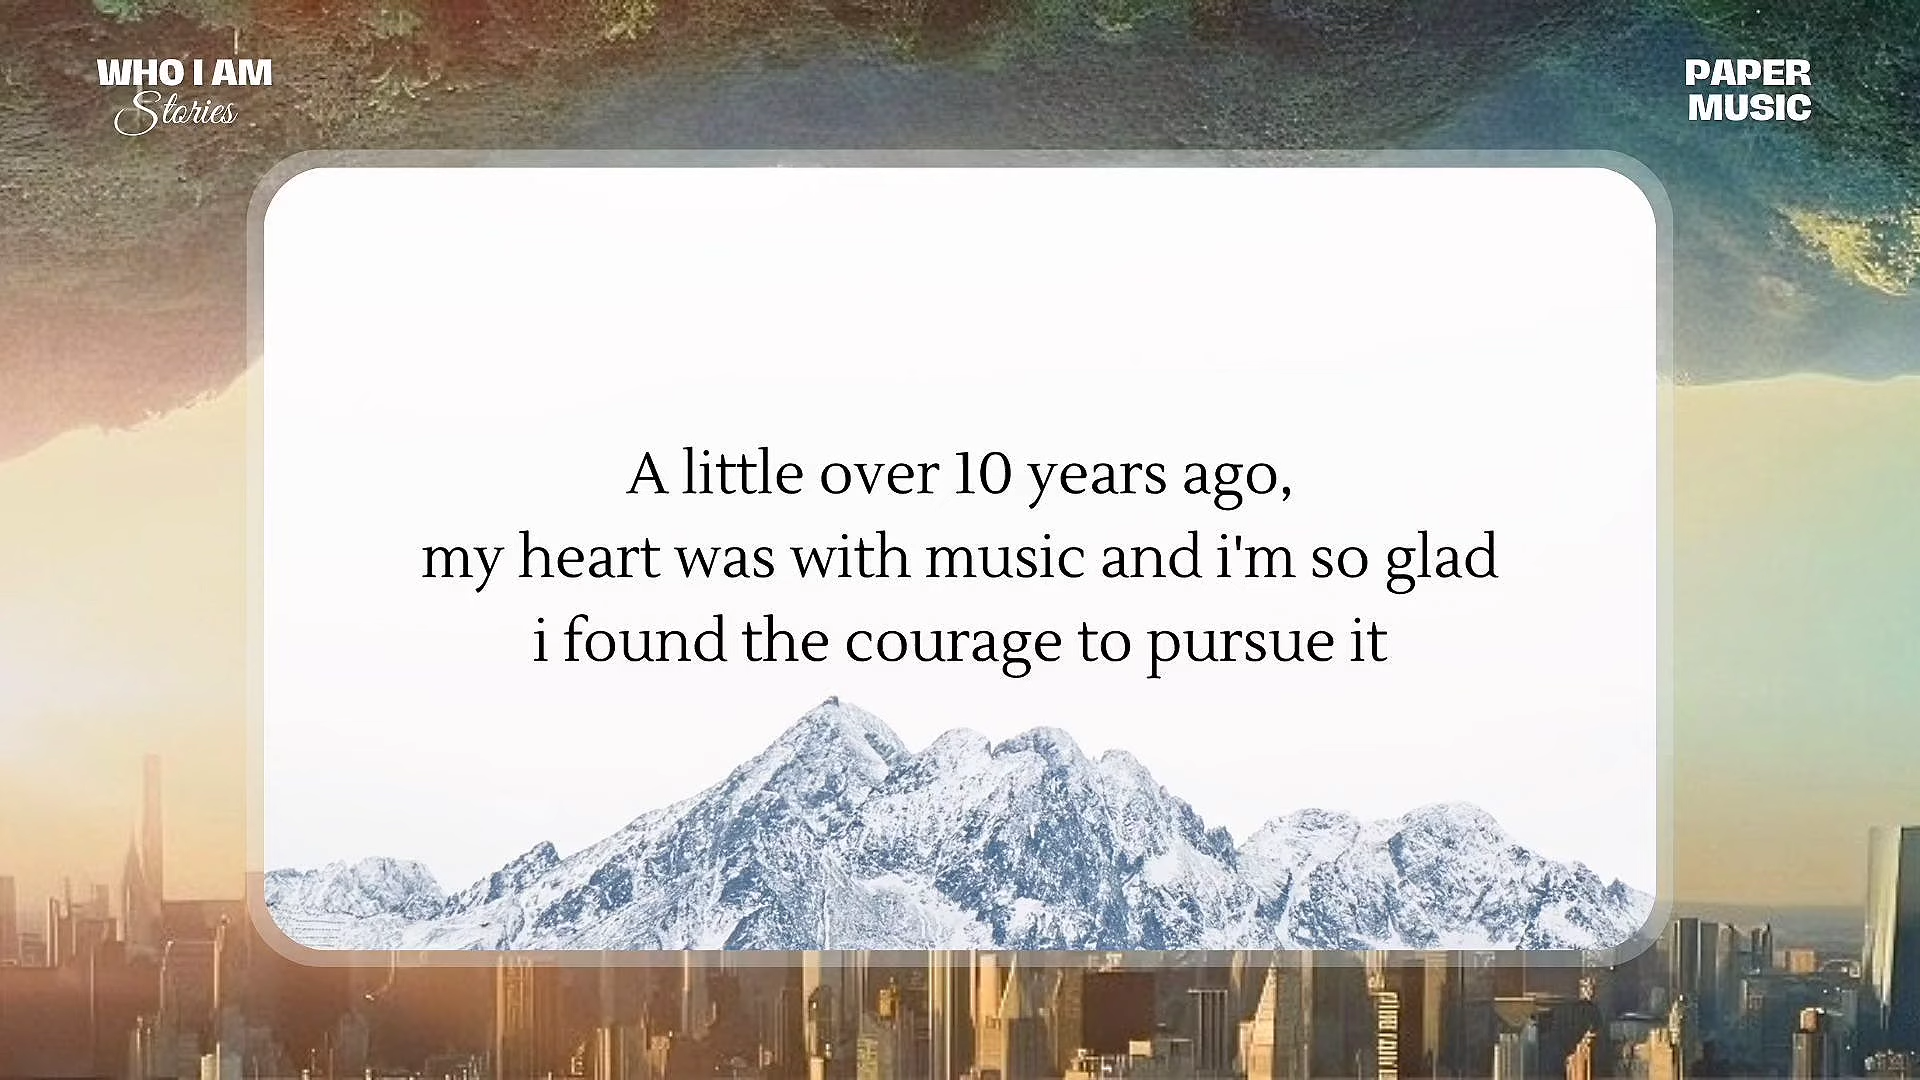 WHO I AM
Stories
PAPER
MUSIC
A little over 10 years ago,
my heart was with music and i'm so glad
i found the courage to pursue it